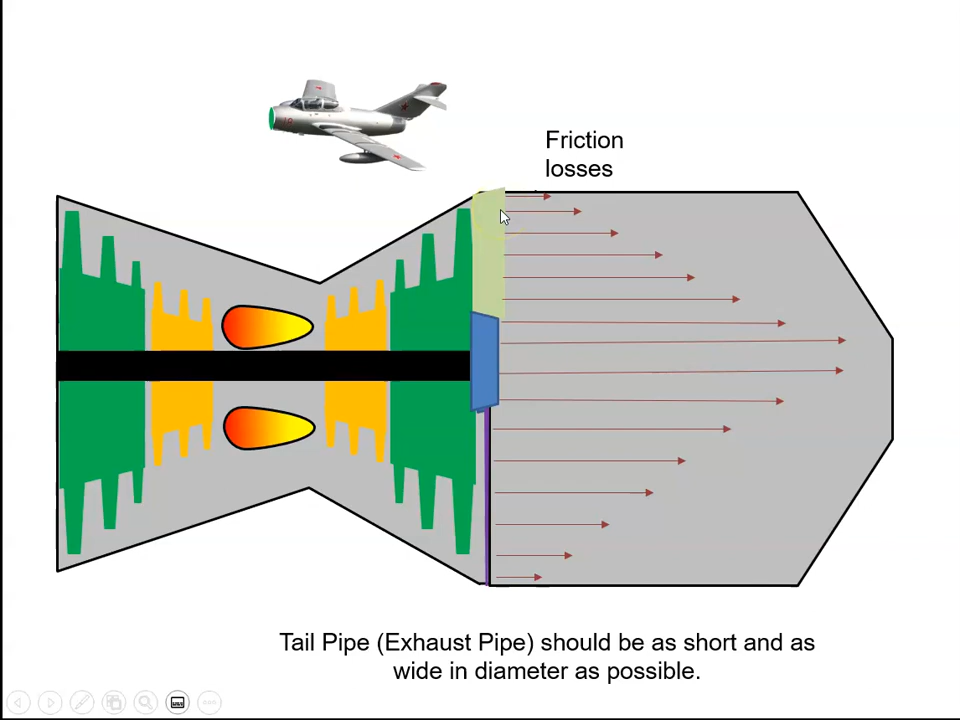 Friction
losses
Tail Pipe (Exhaust Pipe) should be as short and as
wide in diameter as possible.